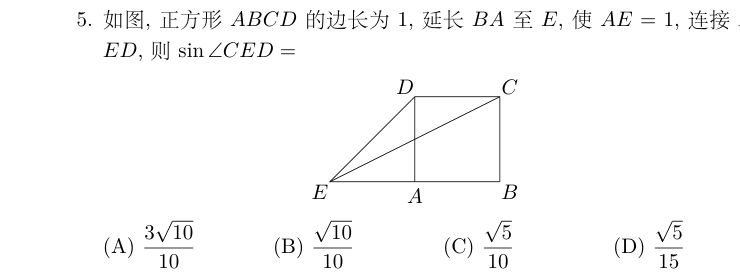 5. 如图, 正方形 ABCD 的边长为 1, 延长 BA 至 E, 使 AE = 1, 连接
ED, 则 sin∠CED =
D C
E A B
(A) 3√10/10 (B) √10/10 (C) √5/10 (D) √5/15